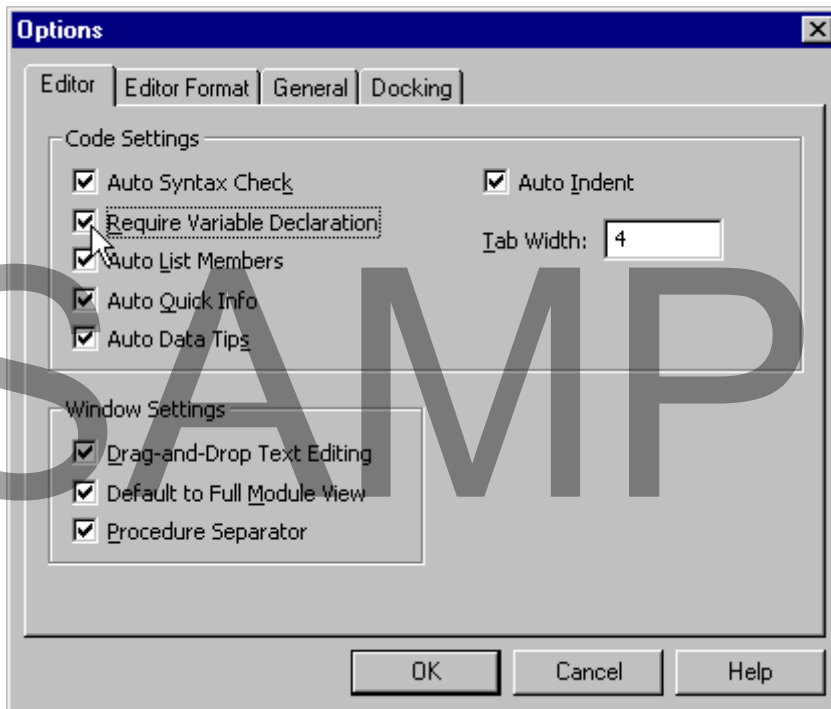 Options
Editor Editor Format General Docking
Code Settings
Auto Syntax Check
Auto Indent
Require Variable Declaration
Tab Width: 4
Auto List Members
Auto Quick Info
Auto Data Tips
Window Settings
Drag-and-Drop Text Editing
Default to Full Module View
Procedure Separator
OK Cancel Help
SAMP